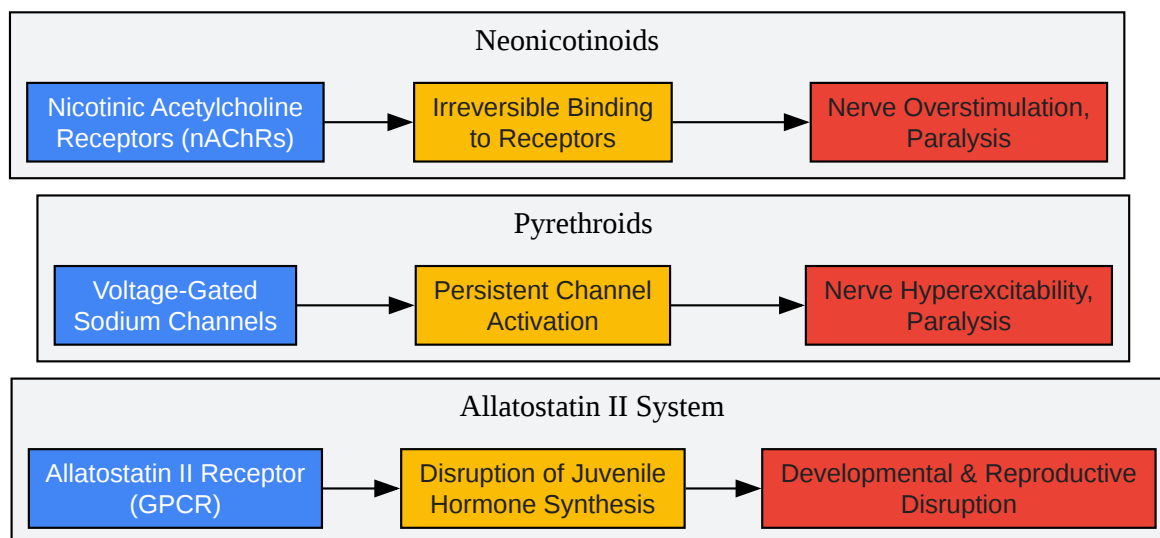 Neonicotinoids
Nicotinic Acetylcholine
Receptors (nAChRs)
Irreversible Binding
to Receptors
Nerve Overstimulation,
Paralysis
Pyrethroids
Voltage-Gated
Sodium Channels
Persistent Channel
Activation
Nerve Hyperexcitability,
Paralysis
Allatostatin II System
Allatostatin II Receptor
(GPCR)
Disruption of Juvenile
Hormone Synthesis
Developmental & Reproductive
Disruption